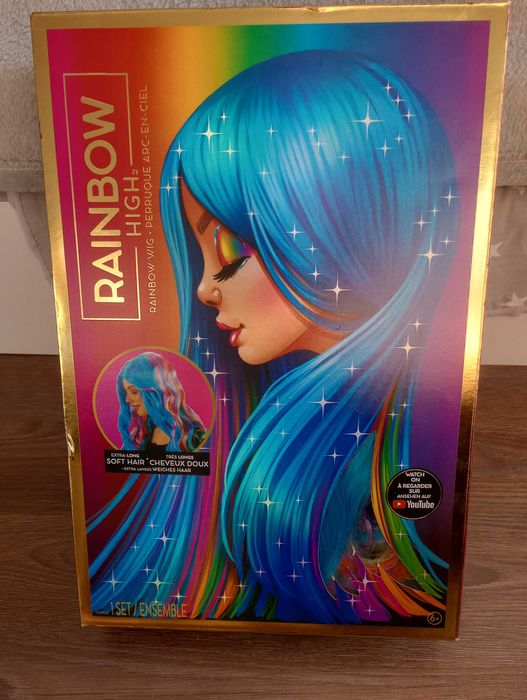 RAINBOW
HIGH
RAINBOW WIG • PERRUQUE ARC-EN-CIEL
EXTRA-LONG
SOFT HAIR
TRÈS LONGS
CHEVEUX DOUX
• EXTRA LANGES WEICHES HAAR
WATCH
ON
À REGARDER
SUR
ANSEHEN AUF
YouTube
1 SET / ENSEMBLE
6+